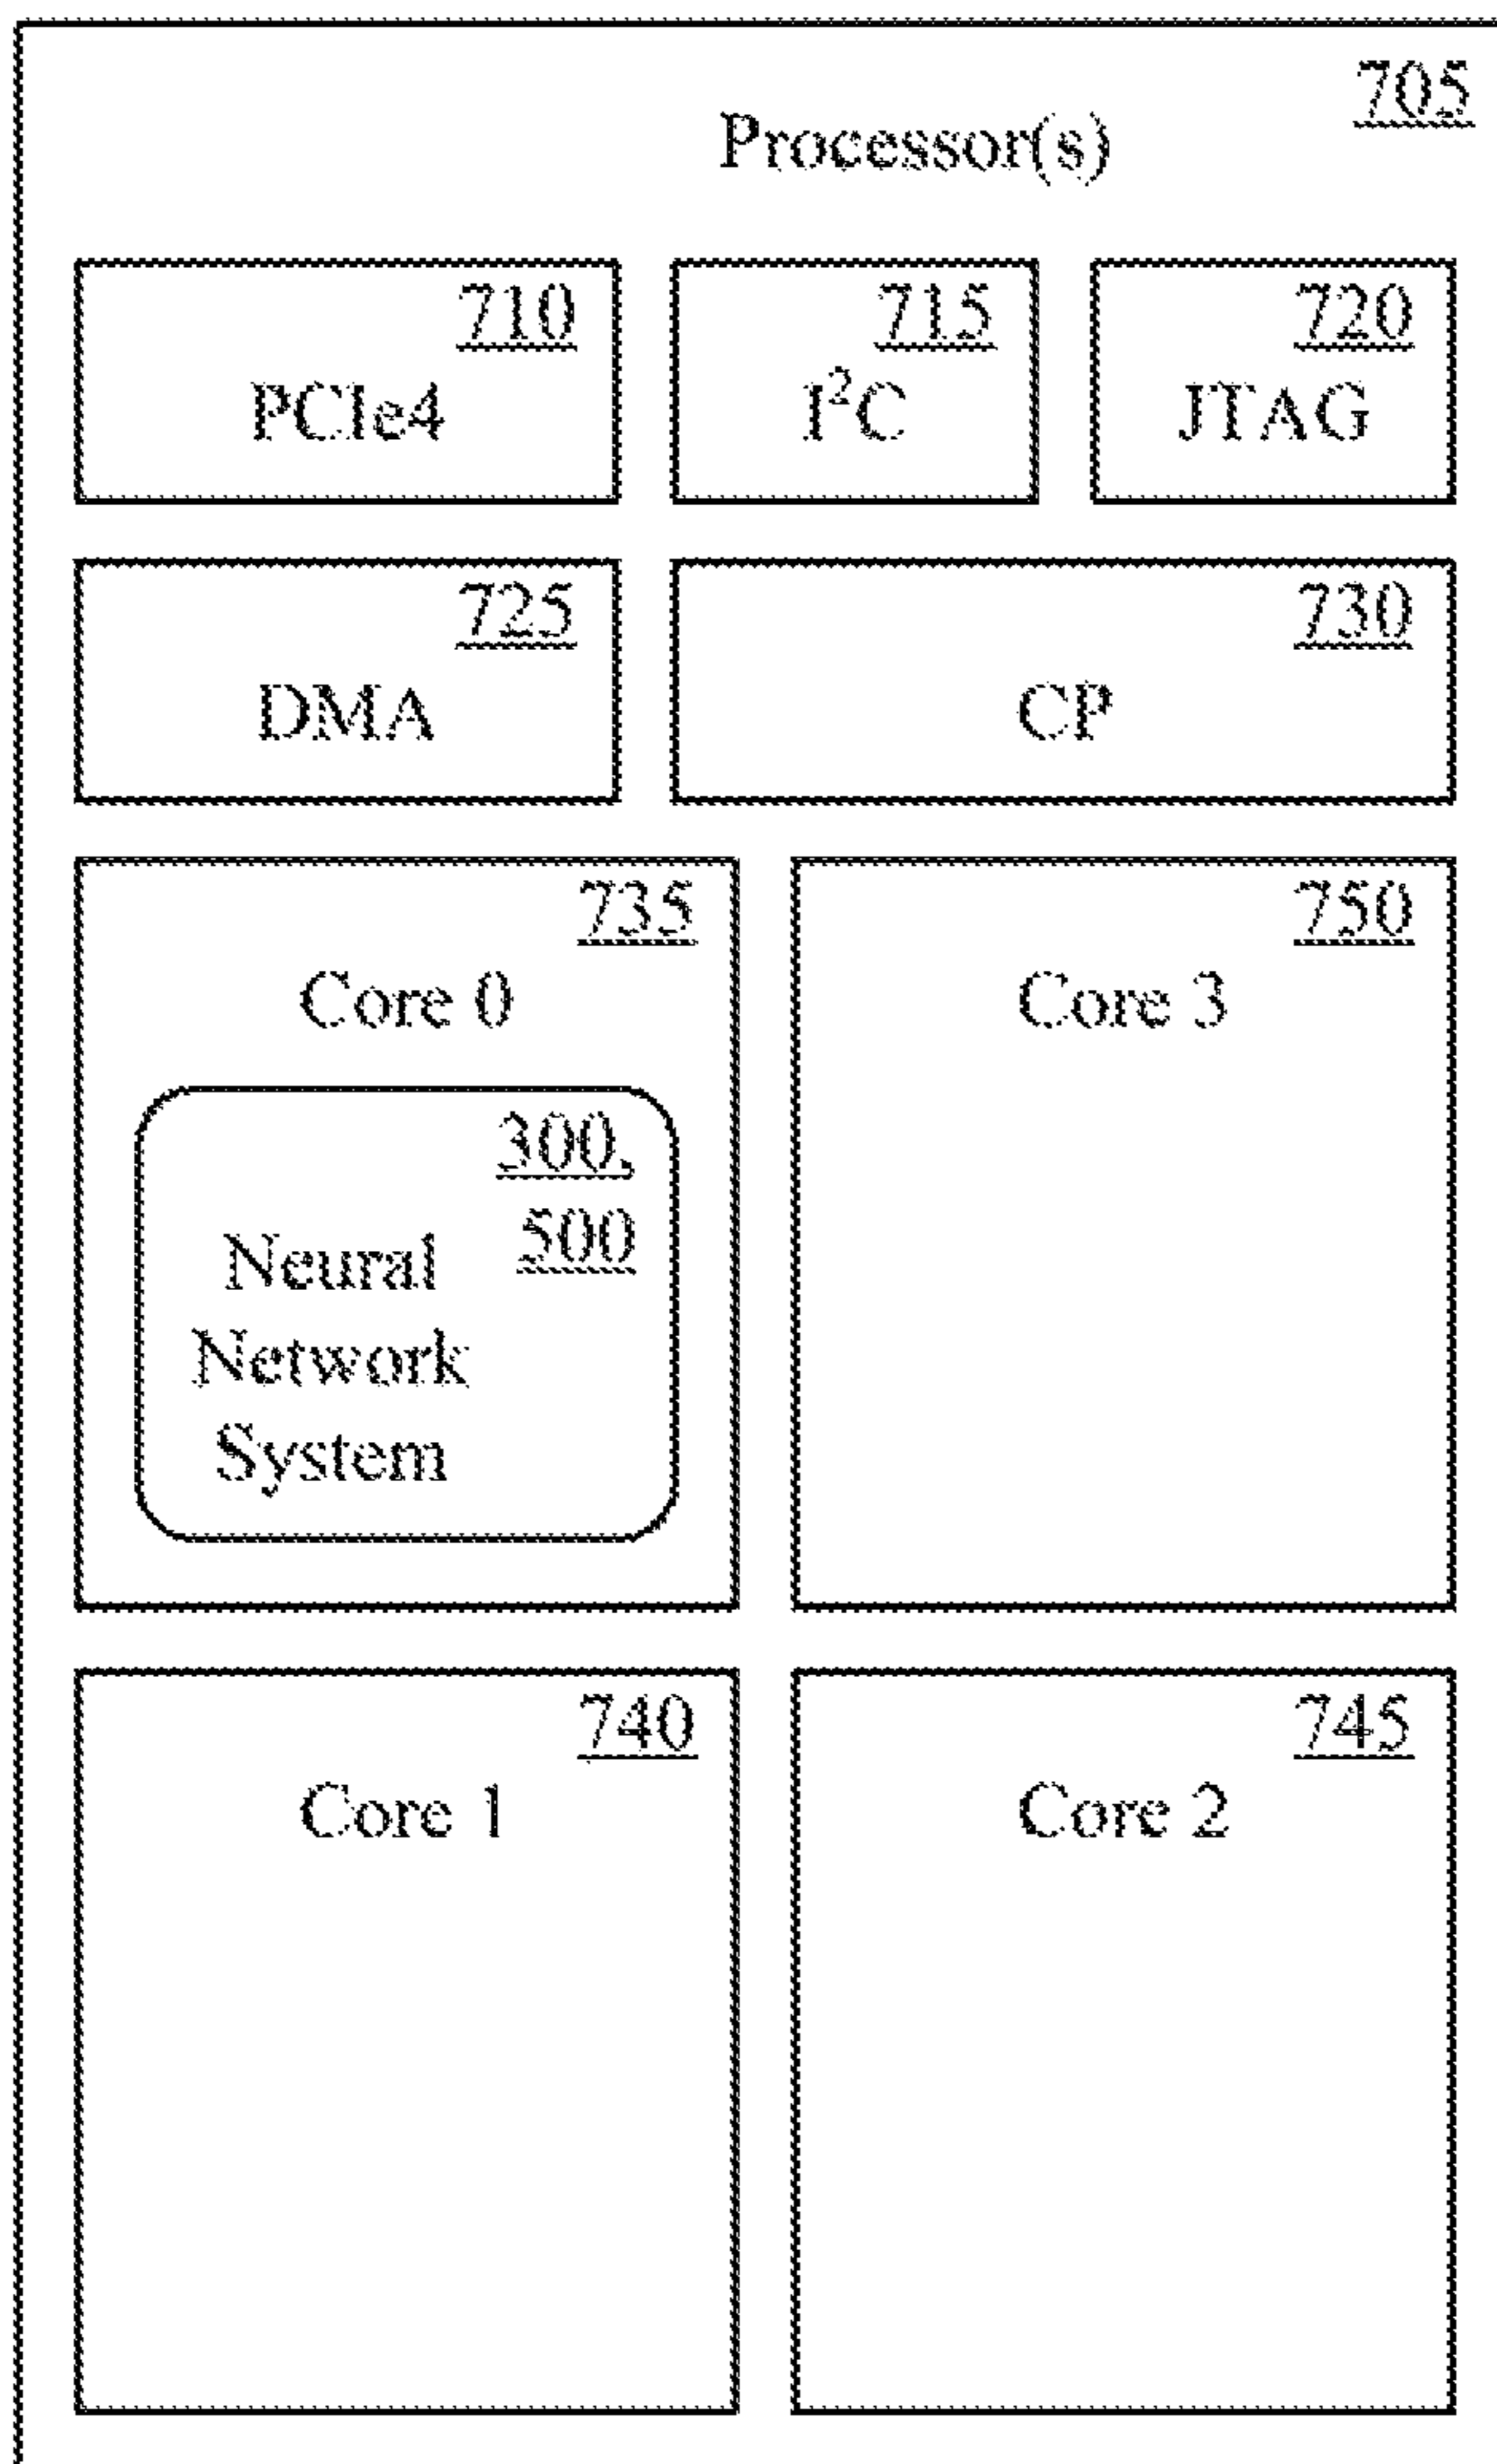 705
Processor(s)
710
PCIe4
715
I²C
720
JTAG
725
DMA
730
CP
735
Core 0
300,
500
Neural
Network
System
750
Core 3
740
Core 1
745
Core 2